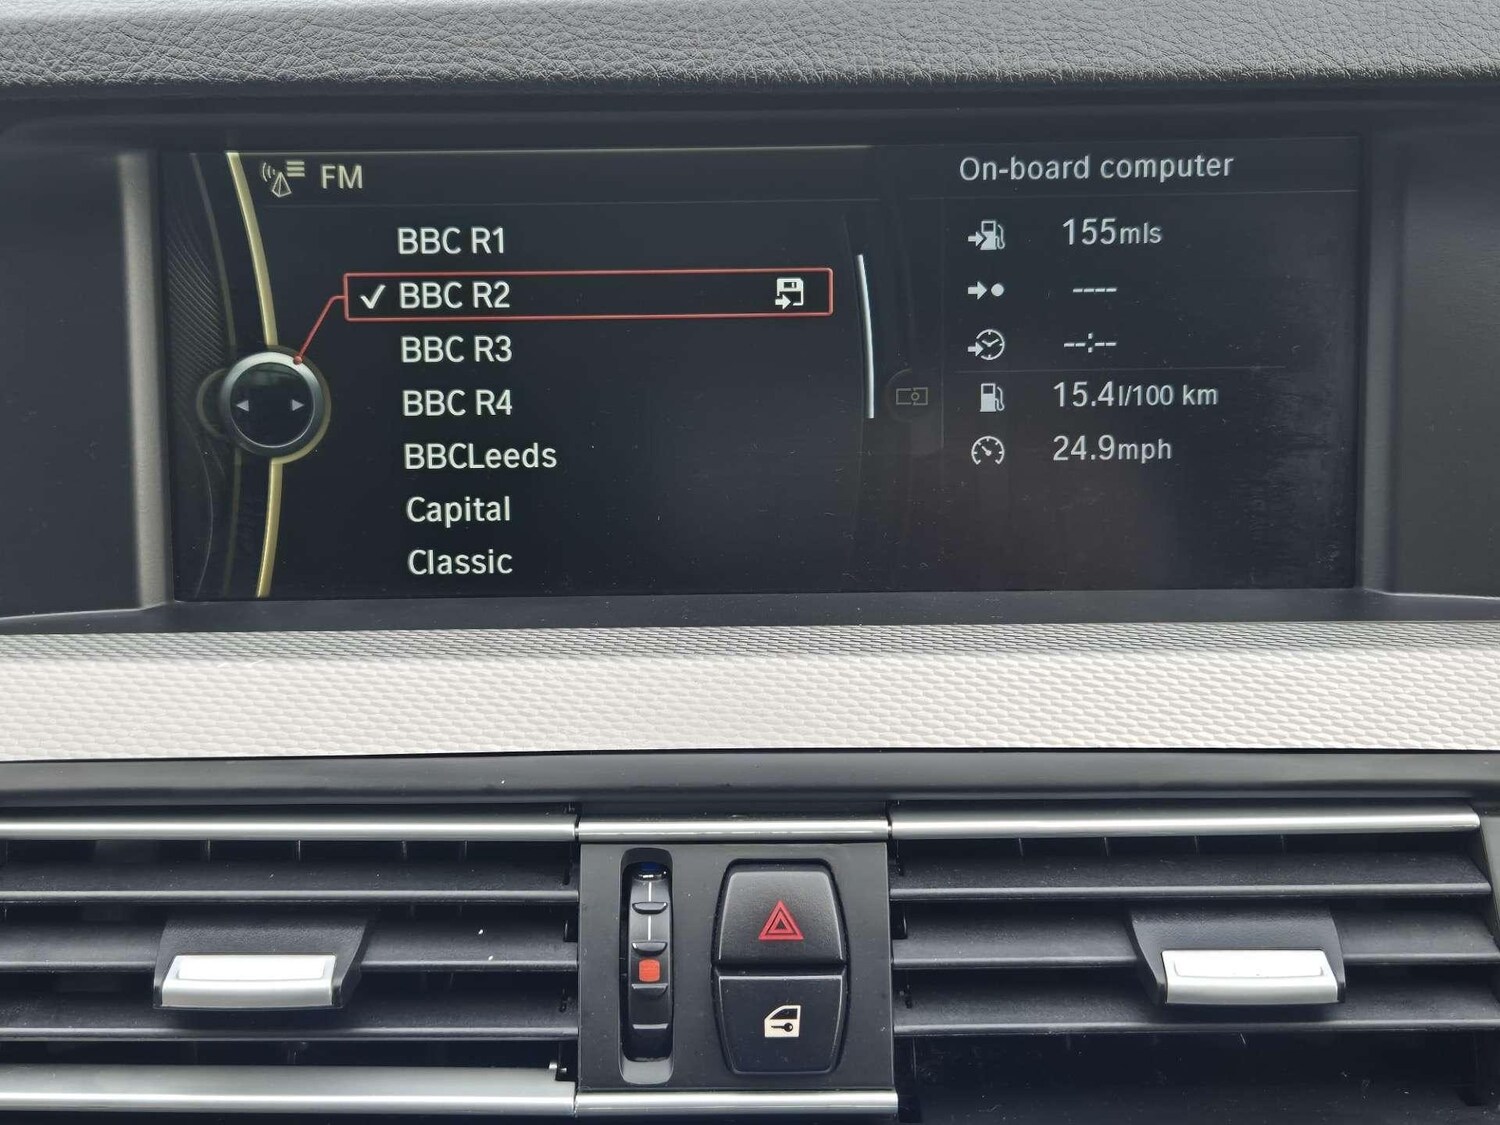 FM
BBC R1
BBC R2
BBC R3
BBC R4
BBCLeeds
Capital
Classic
On-board computer
155mls
----
--:--
15.4l/100 km
24.9mph